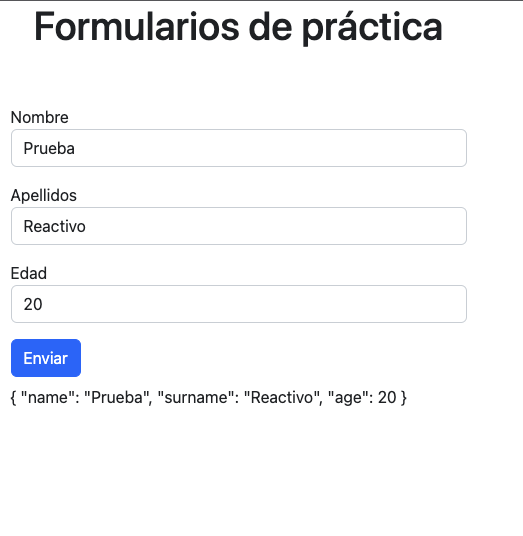 Formularios de práctica
Nombre
Prueba
Apellidos
Reactivo
Edad
20
Enviar
{ "name": "Prueba", "surname": "Reactivo", "age": 20 }